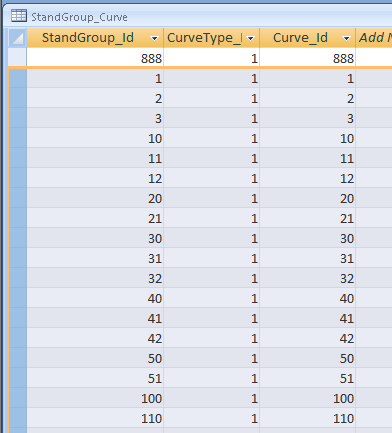 StandGroup_Curve
StandGroup_Id CurveType_ Curve_Id Add N
888 1 888
1 1 1
2 1 2
3 1 3
10 1 10
11 1 11
12 1 12
20 1 20
21 1 21
30 1 30
31 1 31
32 1 32
40 1 40
41 1 41
42 1 42
50 1 50
51 1 51
100 1 100
110 1 110